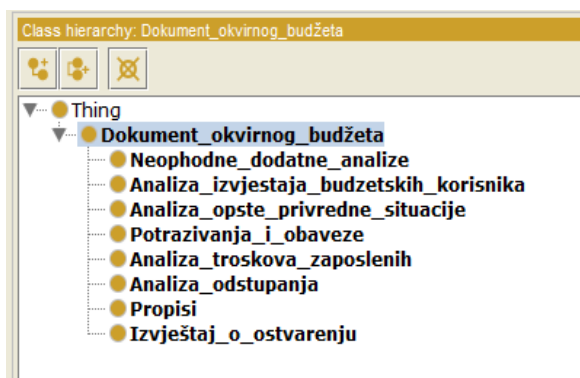 Class hierarchy: Dokument_okvirnog_budžeta
Thing
Dokument_okvirnog_budžeta
Neophodne_dodatne_analize
Analiza_izvjestaja_budzetskih_korisnika
Analiza_opste_privredne_situacije
Potrazivanja_i_obaveze
Analiza_troskova_zaposlenih
Analiza_odstupanja
Propisi
Izvještaj_o_ostvarenju